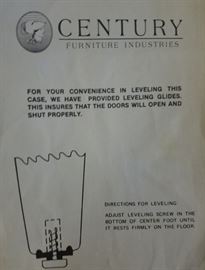 CENTURY
FURNITURE INDUSTRIES
FOR YOUR CONVENIENCE IN LEVELING THIS
CASE, WE HAVE PROVIDED LEVELING GLIDES.
THIS INSURES THAT THE DOORS WILL OPEN AND
SHUT PROPERLY.
DIRECTIONS FOR LEVELING:
ADJUST LEVELING SCREW IN THE
BOTTOM OF CENTER FOOT UNTIL
IT RESTS FIRMLY ON THE FLOOR.